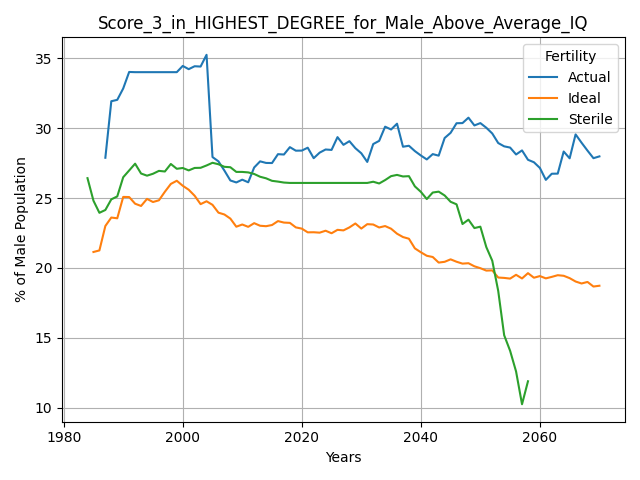 Score_3_in_HIGHEST_DEGREE_for_Male_Above_Average_IQ
% of Male Population
35
30
25
20
15
10
1980
2000
2020
2040
2060
Years
Fertility
Actual
Ideal
Sterile